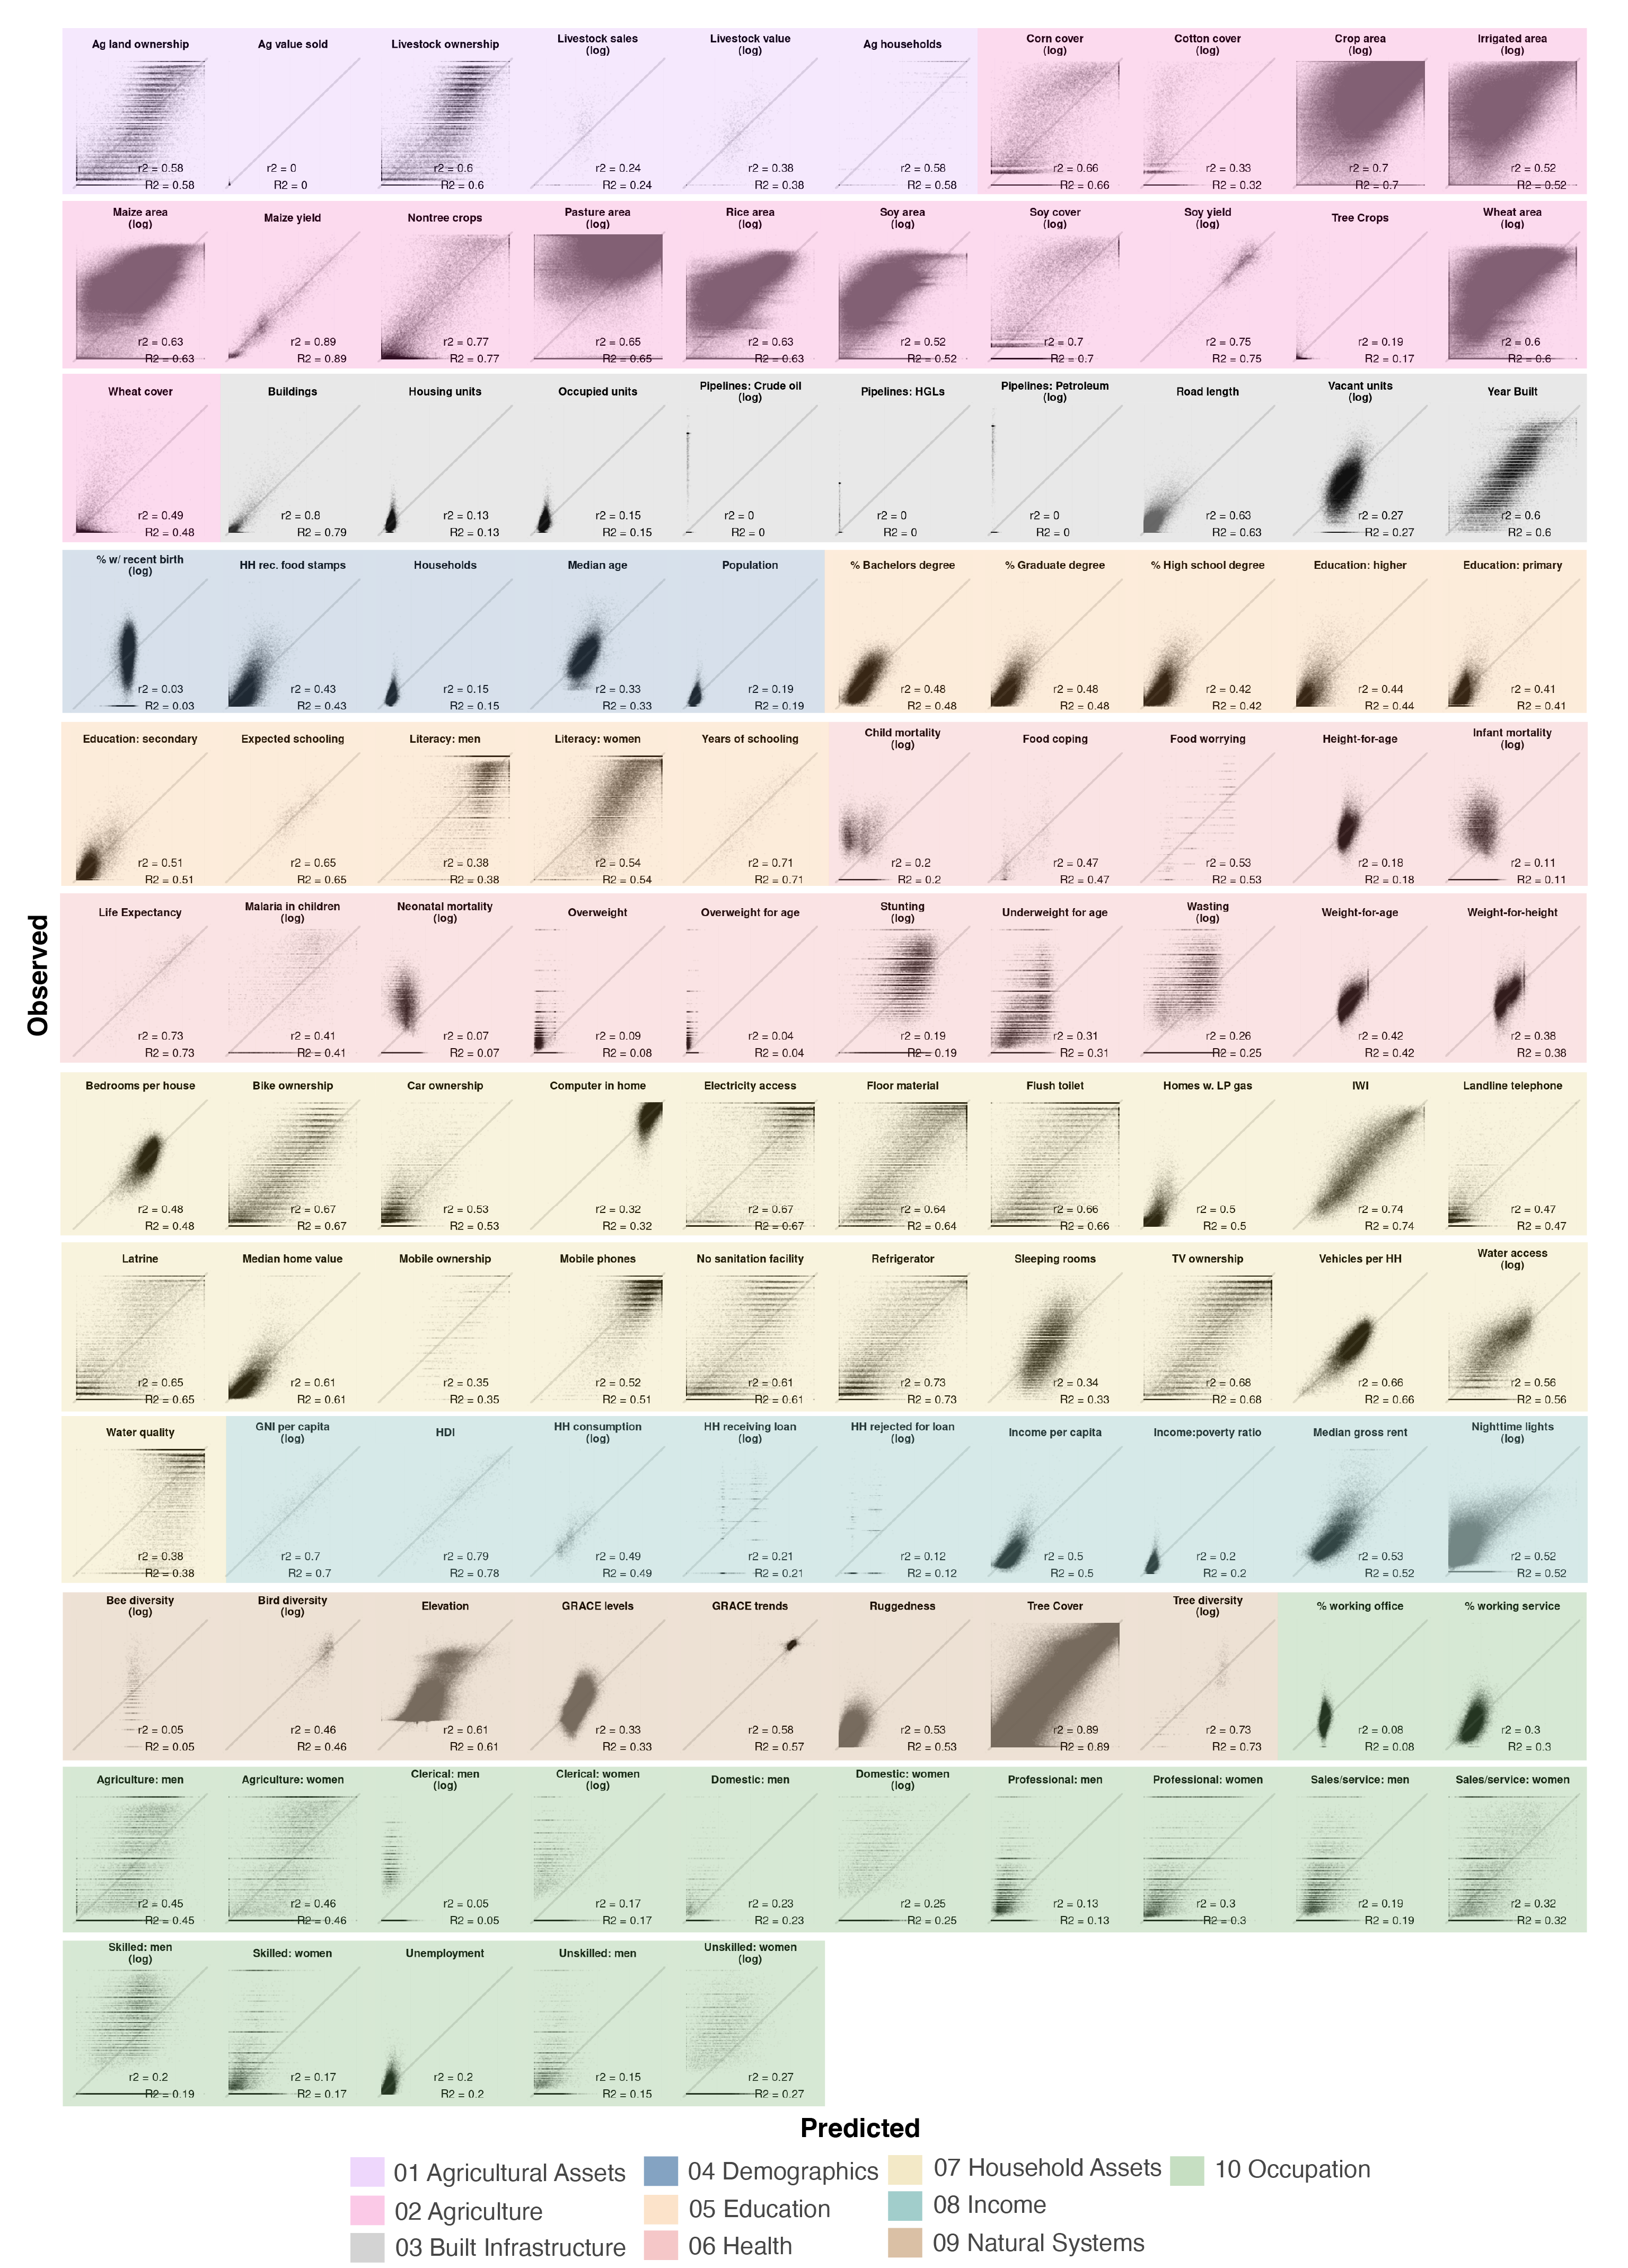 Ag land ownership
r2 = 0.58
R2 = 0.58
Ag value sold
r2 = 0
R2 = 0
Livestock ownership
r2 = 0.6
R2 = 0.6
Livestock sales
(log)
r2 = 0.24
R2 = 0.24
Livestock value
(log)
r2 = 0.38
R2 = 0.38
Ag households
r2 = 0.58
R2 = 0.58
Corn cover
(log)
r2 = 0.66
R2 = 0.66
Cotton cover
(log)
r2 = 0.33
R2 = 0.32
Crop area
(log)
r2 = 0.7
R2 = 0.7
Irrigated area
(log)
r2 = 0.52
R2 = 0.52
Maize area
(log)
r2 = 0.63
R2 = 0.63
Maize yield
r2 = 0.89
R2 = 0.89
Nontree crops
r2 = 0.77
R2 = 0.77
Pasture area
(log)
r2 = 0.65
R2 = 0.65
Rice area
(log)
r2 = 0.63
R2 = 0.63
Soy area
(log)
r2 = 0.52
R2 = 0.52
Soy cover
(log)
r2 = 0.7
R2 = 0.7
Soy yield
(log)
r2 = 0.75
R2 = 0.75
Tree Crops
r2 = 0.19
R2 = 0.17
Wheat area
(log)
r2 = 0.6
R2 = 0.6
Wheat cover
r2 = 0.49
R2 = 0.48
Buildings
r2 = 0.8
R2 = 0.79
Housing units
r2 = 0.13
R2 = 0.13
Occupied units
r2 = 0.15
R2 = 0.15
Pipelines: Crude oil
(log)
r2 = 0
R2 = 0
Pipelines: HGLs
r2 = 0
R2 = 0
Pipelines: Petroleum
(log)
r2 = 0
R2 = 0
Road length
r2 = 0.63
R2 = 0.63
Vacant units
(log)
r2 = 0.27
R2 = 0.27
Year Built
r2 = 0.6
R2 = 0.6
% w/ recent birth
(log)
r2 = 0.03
R2 = 0.03
HH rec. food stamps
r2 = 0.43
R2 = 0.43
Households
r2 = 0.15
R2 = 0.15
Median age
r2 = 0.33
R2 = 0.33
Population
r2 = 0.19
R2 = 0.19
% Bachelors degree
r2 = 0.48
R2 = 0.48
% Graduate degree
r2 = 0.48
R2 = 0.48
% High school degree
r2 = 0.42
R2 = 0.42
Education: higher
r2 = 0.44
R2 = 0.44
Education: primary
r2 = 0.41
R2 = 0.41
Education: secondary
r2 = 0.51
R2 = 0.51
Expected schooling
r2 = 0.65
R2 = 0.65
Literacy: men
r2 = 0.38
R2 = 0.38
Literacy: women
r2 = 0.54
R2 = 0.54
Years of schooling
r2 = 0.71
R2 = 0.71
Child mortality
(log)
r2 = 0.2
R2 = 0.2
Food coping
r2 = 0.47
R2 = 0.47
Food worrying
r2 = 0.53
R2 = 0.53
Height-for-age
r2 = 0.18
R2 = 0.18
Infant mortality
(log)
r2 = 0.11
R2 = 0.11
Observed
Life Expectancy
r2 = 0.73
R2 = 0.73
Malaria in children
(log)
r2 = 0.41
R2 = 0.41
Neonatal mortality
(log)
r2 = 0.07
R2 = 0.07
Overweight
r2 = 0.09
R2 = 0.08
Overweight for age
r2 = 0.04
R2 = 0.04
Stunting
(log)
r2 = 0.19
R2 = 0.19
Underweight for age
r2 = 0.31
R2 = 0.31
Wasting
(log)
r2 = 0.26
R2 = 0.25
Weight-for-age
r2 = 0.42
R2 = 0.42
Weight-for-height
r2 = 0.38
R2 = 0.38
Bedrooms per house
r2 = 0.48
R2 = 0.48
Bike ownership
r2 = 0.67
R2 = 0.67
Car ownership
r2 = 0.53
R2 = 0.53
Computer in home
r2 = 0.32
R2 = 0.32
Electricity access
r2 = 0.67
R2 = 0.67
Floor material
r2 = 0.64
R2 = 0.64
Flush toilet
r2 = 0.66
R2 = 0.66
Homes w. LP gas
r2 = 0.5
R2 = 0.5
IWI
r2 = 0.74
R2 = 0.74
Landline telephone
r2 = 0.47
R2 = 0.47
Latrine
r2 = 0.65
R2 = 0.65
Median home value
r2 = 0.61
R2 = 0.61
Mobile ownership
r2 = 0.35
R2 = 0.35
Mobile phones
r2 = 0.52
R2 = 0.51
No sanitation facility
r2 = 0.61
R2 = 0.61
Refrigerator
r2 = 0.73
R2 = 0.73
Sleeping rooms
r2 = 0.34
R2 = 0.33
TV ownership
r2 = 0.68
R2 = 0.68
Vehicles per HH
r2 = 0.66
R2 = 0.66
Water access
(log)
r2 = 0.56
R2 = 0.56
Water quality
r2 = 0.38
R2 = 0.38
GNI per capita
(log)
r2 = 0.7
R2 = 0.7
HDI
r2 = 0.79
R2 = 0.78
HH consumption
(log)
r2 = 0.49
R2 = 0.49
HH receiving loan
(log)
r2 = 0.21
R2 = 0.21
HH rejected for loan
(log)
r2 = 0.12
R2 = 0.12
Income per capita
r2 = 0.5
R2 = 0.5
Income:poverty ratio
r2 = 0.2
R2 = 0.2
Median gross rent
r2 = 0.53
R2 = 0.52
Nighttime lights
(log)
r2 = 0.52
R2 = 0.52
Bee diversity
(log)
r2 = 0.05
R2 = 0.05
Bird diversity
(log)
r2 = 0.46
R2 = 0.46
Elevation
r2 = 0.61
R2 = 0.61
GRACE levels
r2 = 0.33
R2 = 0.33
GRACE trends
r2 = 0.58
R2 = 0.57
Ruggedness
r2 = 0.53
R2 = 0.53
Tree Cover
r2 = 0.89
R2 = 0.89
Tree diversity
(log)
r2 = 0.73
R2 = 0.73
% working office
r2 = 0.08
R2 = 0.08
% working service
r2 = 0.3
R2 = 0.3
Agriculture: men
r2 = 0.45
R2 = 0.45
Agriculture: women
r2 = 0.46
R2 = 0.46
Clerical: men
(log)
r2 = 0.05
R2 = 0.05
Clerical: women
(log)
r2 = 0.17
R2 = 0.17
Domestic: men
r2 = 0.23
R2 = 0.23
Domestic: women
(log)
r2 = 0.25
R2 = 0.25
Professional: men
r2 = 0.13
R2 = 0.13
Professional: women
r2 = 0.3
R2 = 0.3
Sales/service: men
r2 = 0.19
R2 = 0.19
Sales/service: women
r2 = 0.32
R2 = 0.32
Skilled: men
(log)
r2 = 0.2
R2 = 0.19
Skilled: women
r2 = 0.17
R2 = 0.17
Unemployment
r2 = 0.2
R2 = 0.2
Unskilled: men
r2 = 0.15
R2 = 0.15
Unskilled: women
(log)
r2 = 0.27
R2 = 0.27
Predicted
01 Agricultural Assets
02 Agriculture
03 Built Infrastructure
04 Demographics
05 Education
06 Health
07 Household Assets
08 Income
09 Natural Systems
10 Occupation